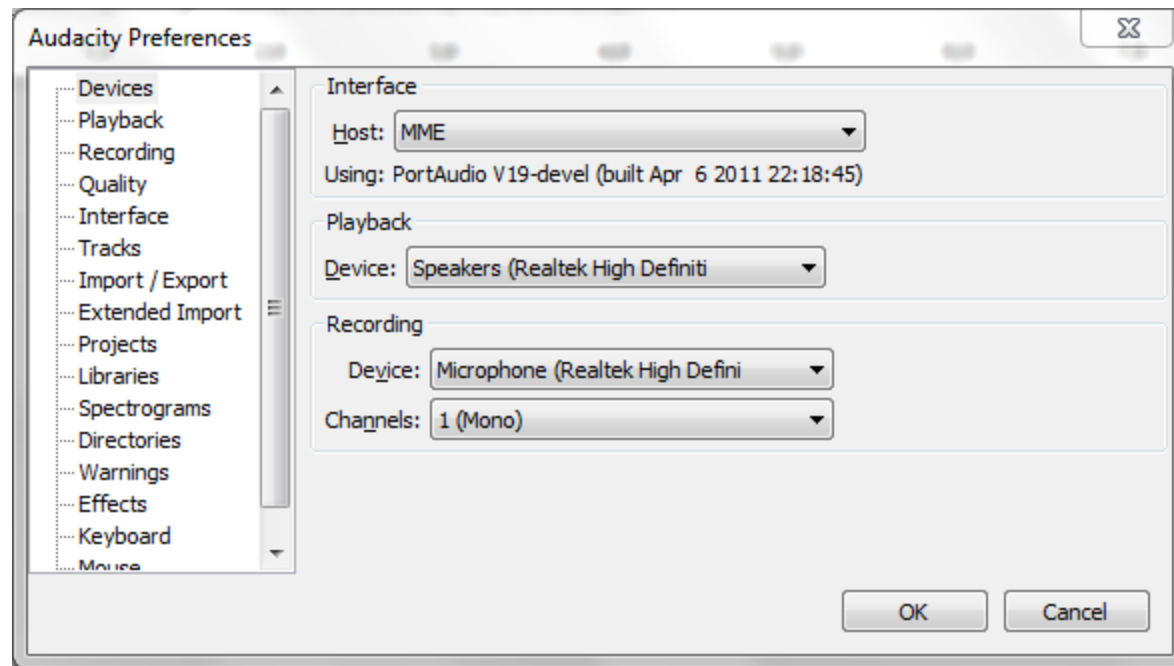 Audacity Preferences
Devices
Playback
Recording
Quality
Interface
Tracks
Import / Export
Extended Import
Projects
Libraries
Spectrograms
Directories
Warnings
Effects
Keyboard
Mouse
Interface
Host: MME
Using: PortAudio V19-devel (built Apr 6 2011 22:18:45)
Playback
Device: Speakers (Realtek High Definiti
Recording
Device: Microphone (Realtek High Defini
Channels: 1 (Mono)
OK Cancel